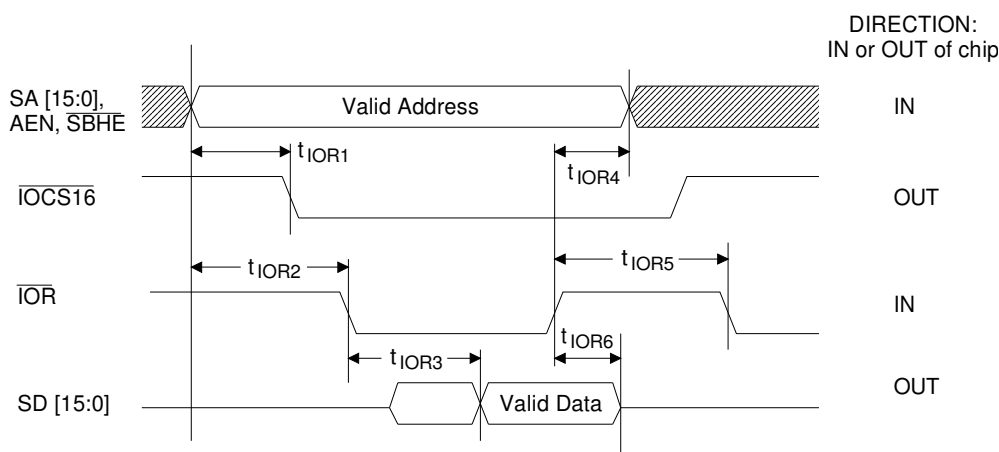 DIRECTION:
IN or OUT of chip
SA [15:0],
AEN, SBHE
Valid Address
IN
tIOR1
tIOR4
IOCS16
OUT
tIOR2
tIOR5
IOR
IN
tIOR3
tIOR6
SD [15:0]
Valid Data
OUT